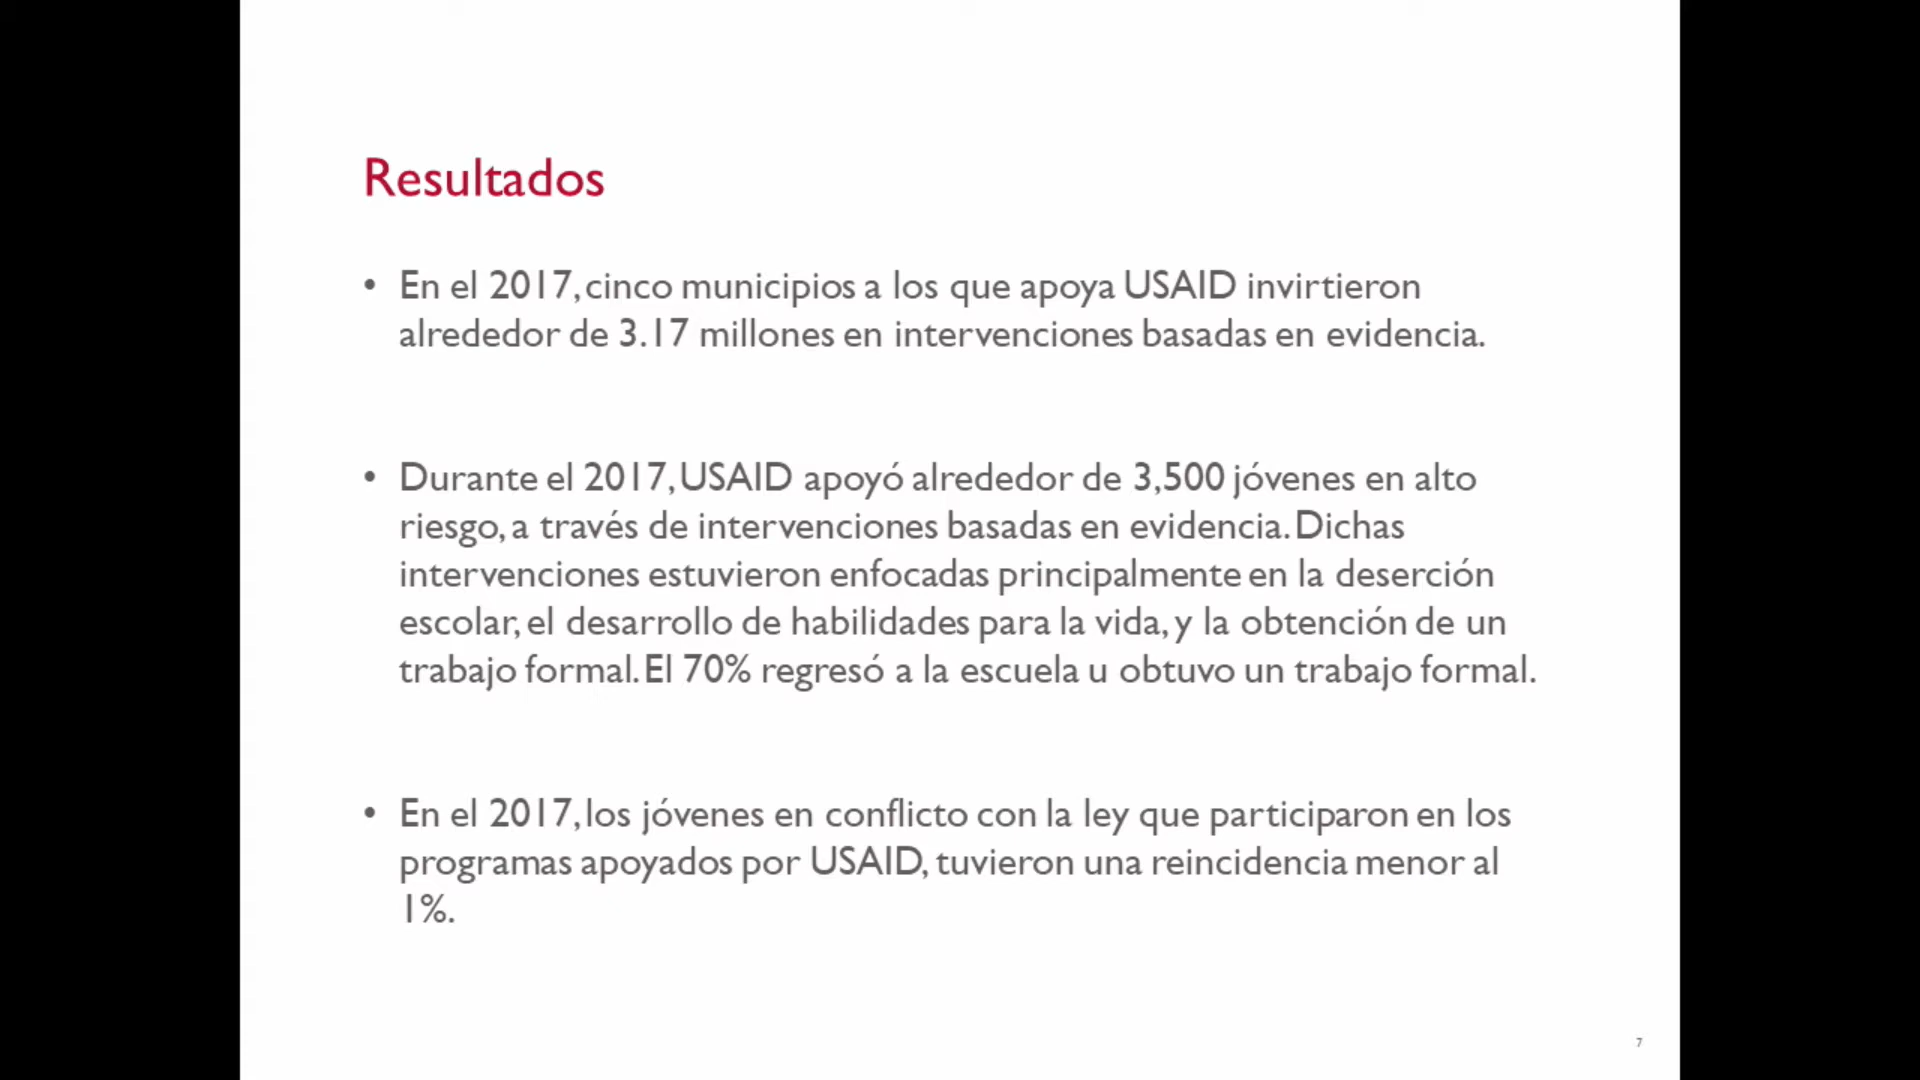 Resultados
• En el 2017, cinco municipios a los que apoya USAID invirtieron
alrededor de 3.17 millones en intervenciones basadas en evidencia.
• Durante el 2017, USAID apoyó alrededor de 3,500 jóvenes en alto
riesgo, a través de intervenciones basadas en evidencia. Dichas
intervenciones estuvieron enfocadas principalmente en la deserción
escolar, el desarrollo de habilidades para la vida, y la obtención de un
trabajo formal. El 70% regresó a la escuela u obtuvo un trabajo formal.
• En el 2017, los jóvenes en conflicto con la ley que participaron en los
programas apoyados por USAID, tuvieron una reincidencia menor al
1%.
7